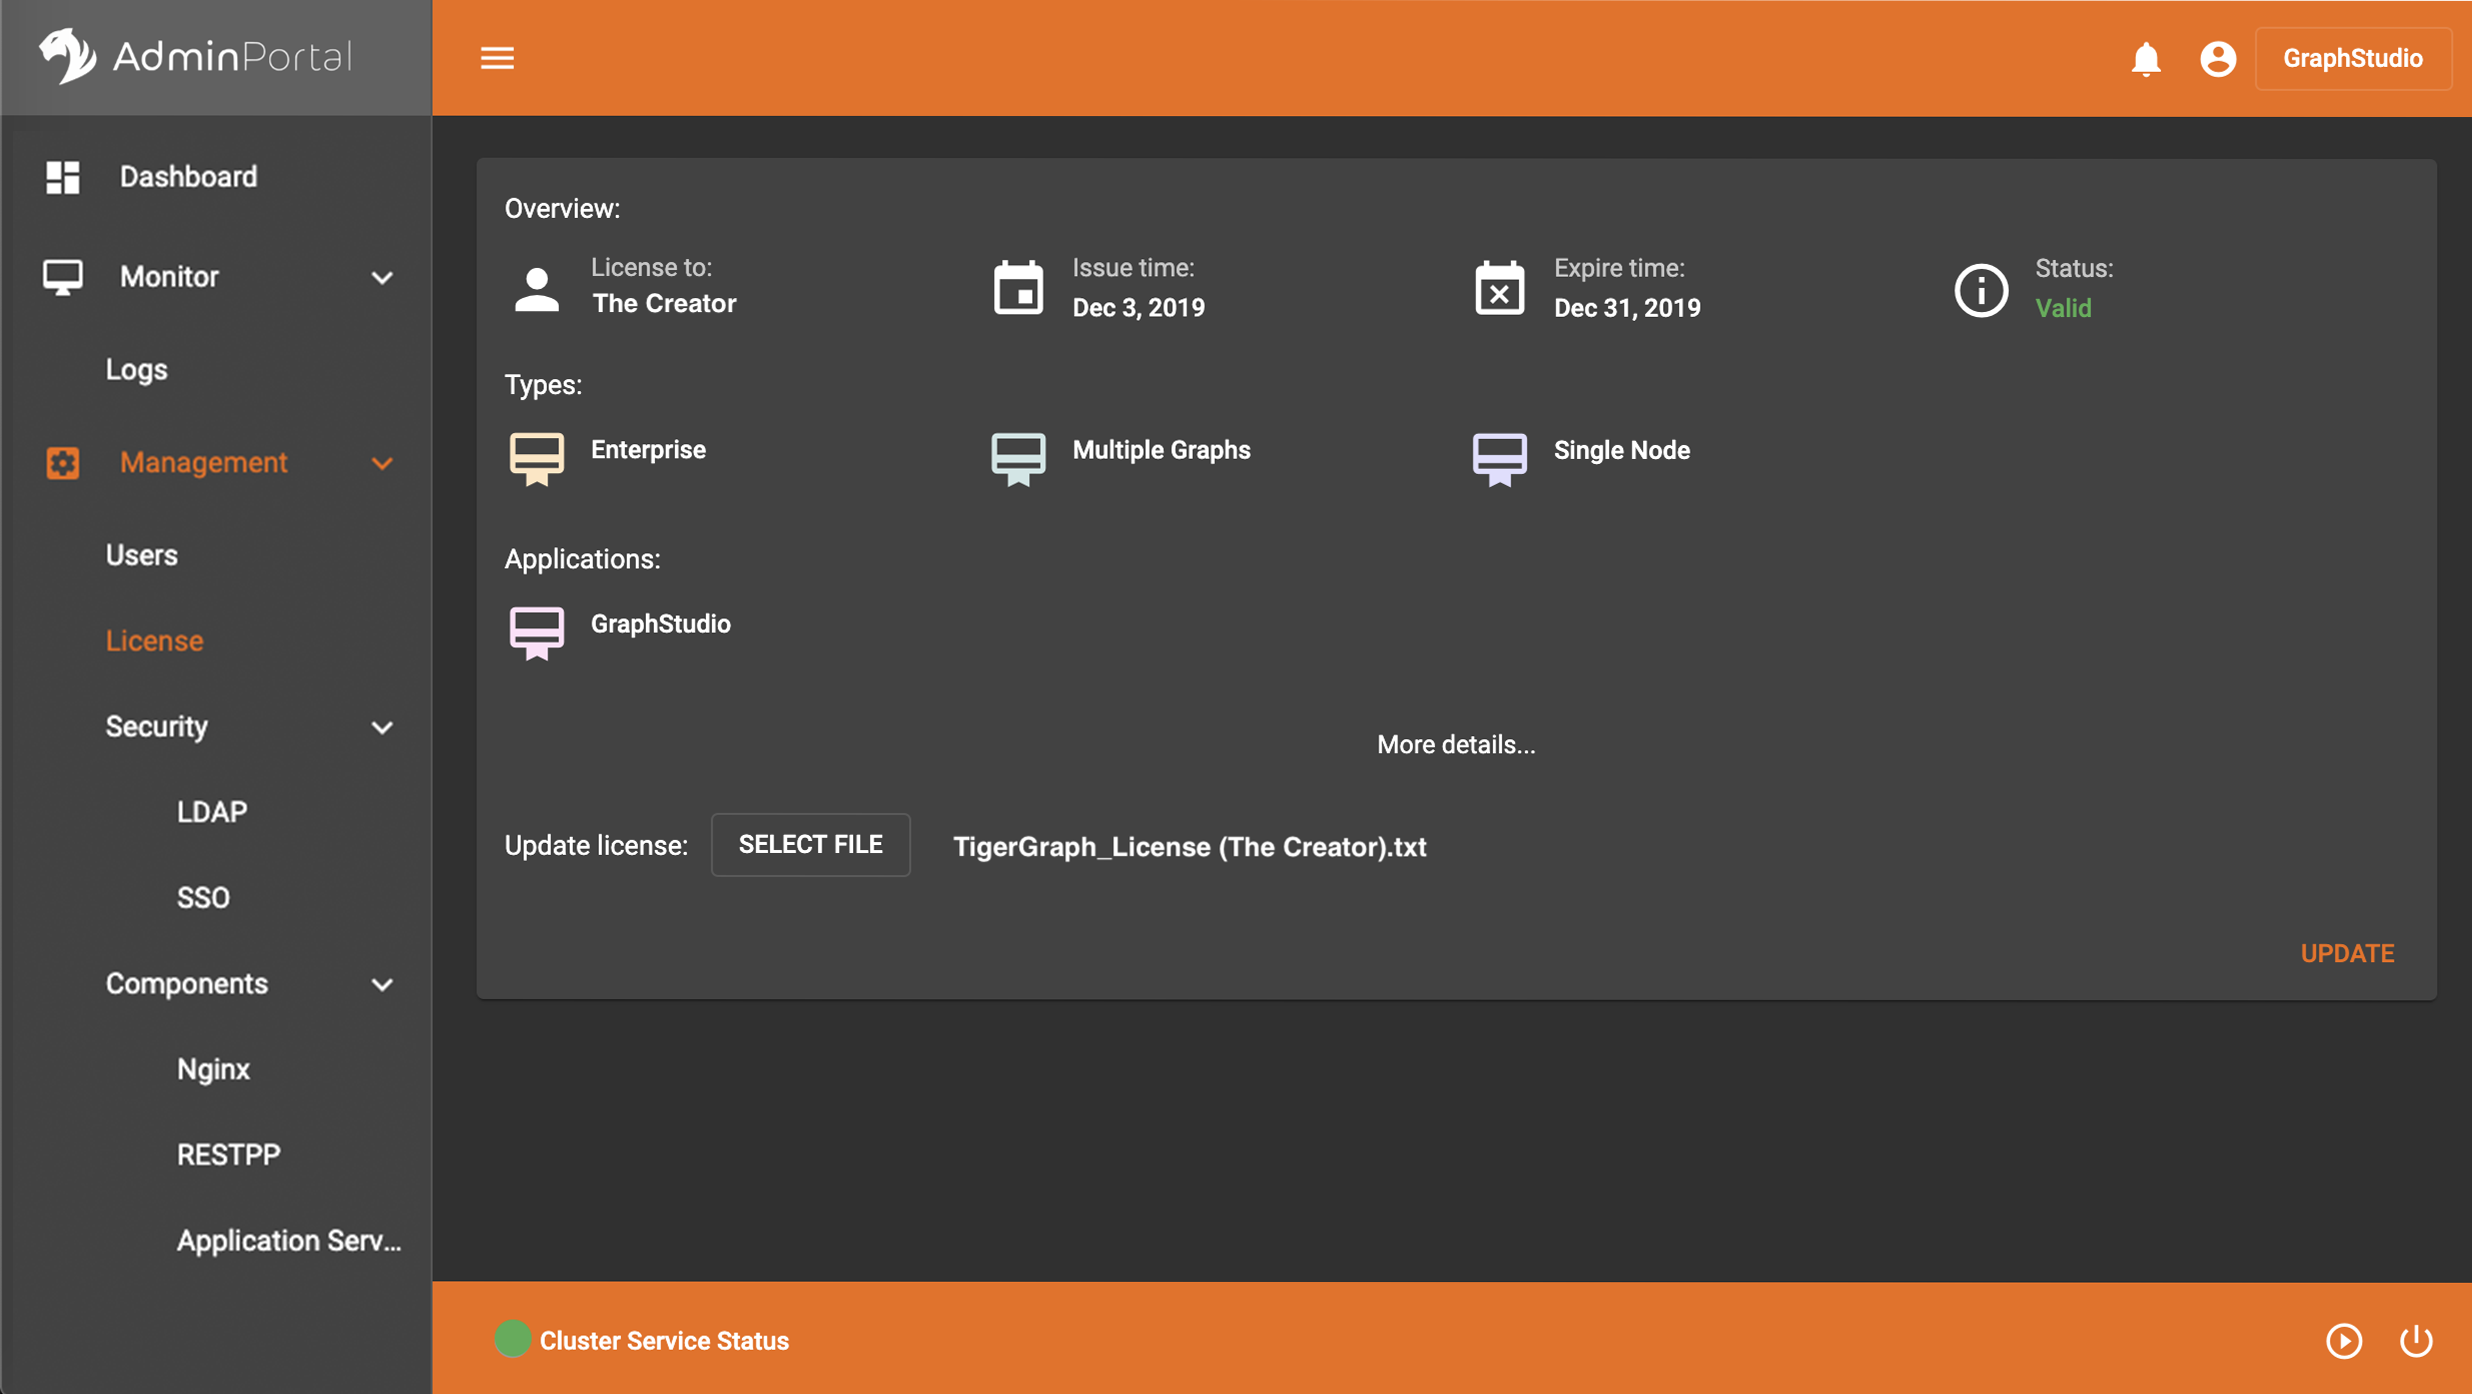 AdminPortal
GraphStudio
Dashboard
Monitor
Logs
Management
Users
License
Security
LDAP
SSO
Components
Nginx
RESTPP
Application Serv...
Overview:
License to:
The Creator
Issue time:
Dec 3, 2019
Expire time:
Dec 31, 2019
Status:
Valid
Types:
Enterprise
Multiple Graphs
Single Node
Applications:
GraphStudio
More details...
Update license: SELECT FILE TigerGraph_License (The Creator).txt
UPDATE
Cluster Service Status